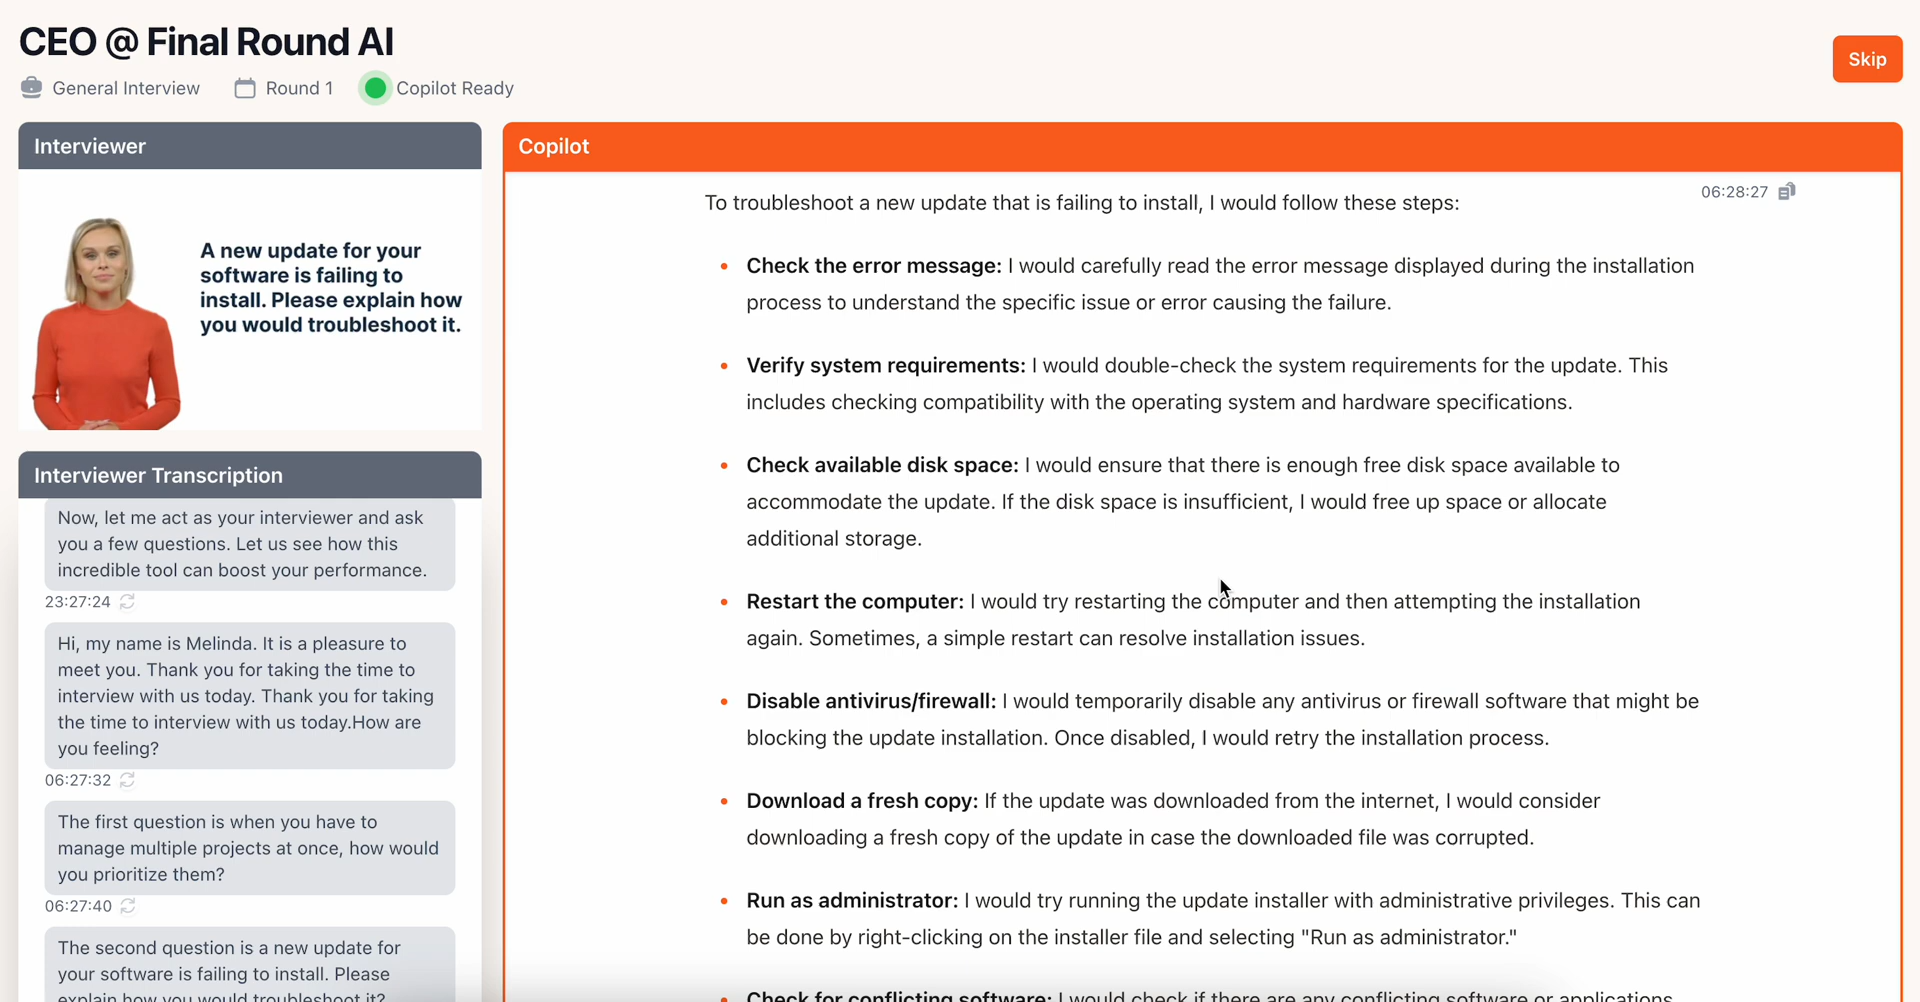 CEO @ Final Round AI
General Interview
Round 1
Copilot Ready
Skip
Interviewer
A new update for your
software is failing to
install. Please explain how
you would troubleshoot it.
Interviewer Transcription
Now, let me act as your interviewer and ask
you a few questions. Let us see how this
incredible tool can boost your performance.
23:27:24
Hi, my name is Melinda. It is a pleasure to
meet you. Thank you for taking the time to
interview with us today. Thank you for taking
the time to interview with us today.How are
you feeling?
06:27:32
The first question is when you have to
manage multiple projects at once, how would
you prioritize them?
06:27:40
The second question is a new update for
your software is failing to install. Please
explain how you would troubleshoot it?
Copilot
06:28:27
To troubleshoot a new update that is failing to install, I would follow these steps:
• Check the error message: I would carefully read the error message displayed during the installation
process to understand the specific issue or error causing the failure.
• Verify system requirements: I would double-check the system requirements for the update. This
includes checking compatibility with the operating system and hardware specifications.
• Check available disk space: I would ensure that there is enough free disk space available to
accommodate the update. If the disk space is insufficient, I would free up space or allocate
additional storage.
• Restart the computer: I would try restarting the computer and then attempting the installation
again. Sometimes, a simple restart can resolve installation issues.
• Disable antivirus/firewall: I would temporarily disable any antivirus or firewall software that might be
blocking the update installation. Once disabled, I would retry the installation process.
• Download a fresh copy: If the update was downloaded from the internet, I would consider
downloading a fresh copy of the update in case the downloaded file was corrupted.
• Run as administrator: I would try running the update installer with administrative privileges. This can
be done by right-clicking on the installer file and selecting "Run as administrator."
• Check for conflicting software: I would check if there are any conflicting software or applications